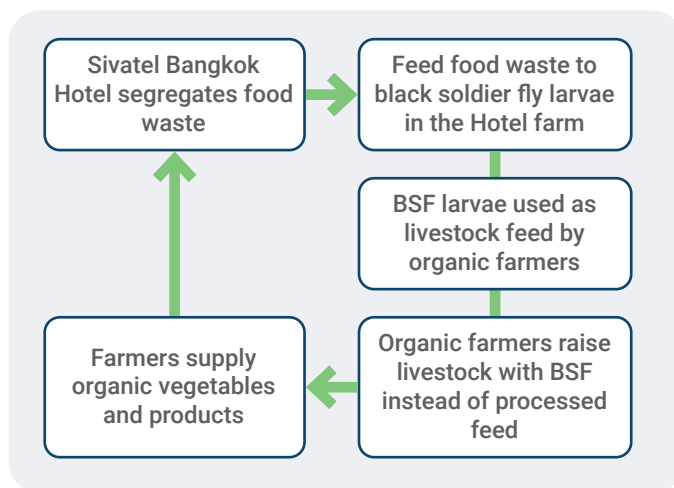 Sivatel Bangkok
Hotel segregates food
waste
Feed food waste to
black soldier fly larvae
in the Hotel farm
BSF larvae used as
livestock feed by
organic farmers
Organic farmers raise
livestock with BSF
instead of processed
feed
Farmers supply
organic vegetables
and products